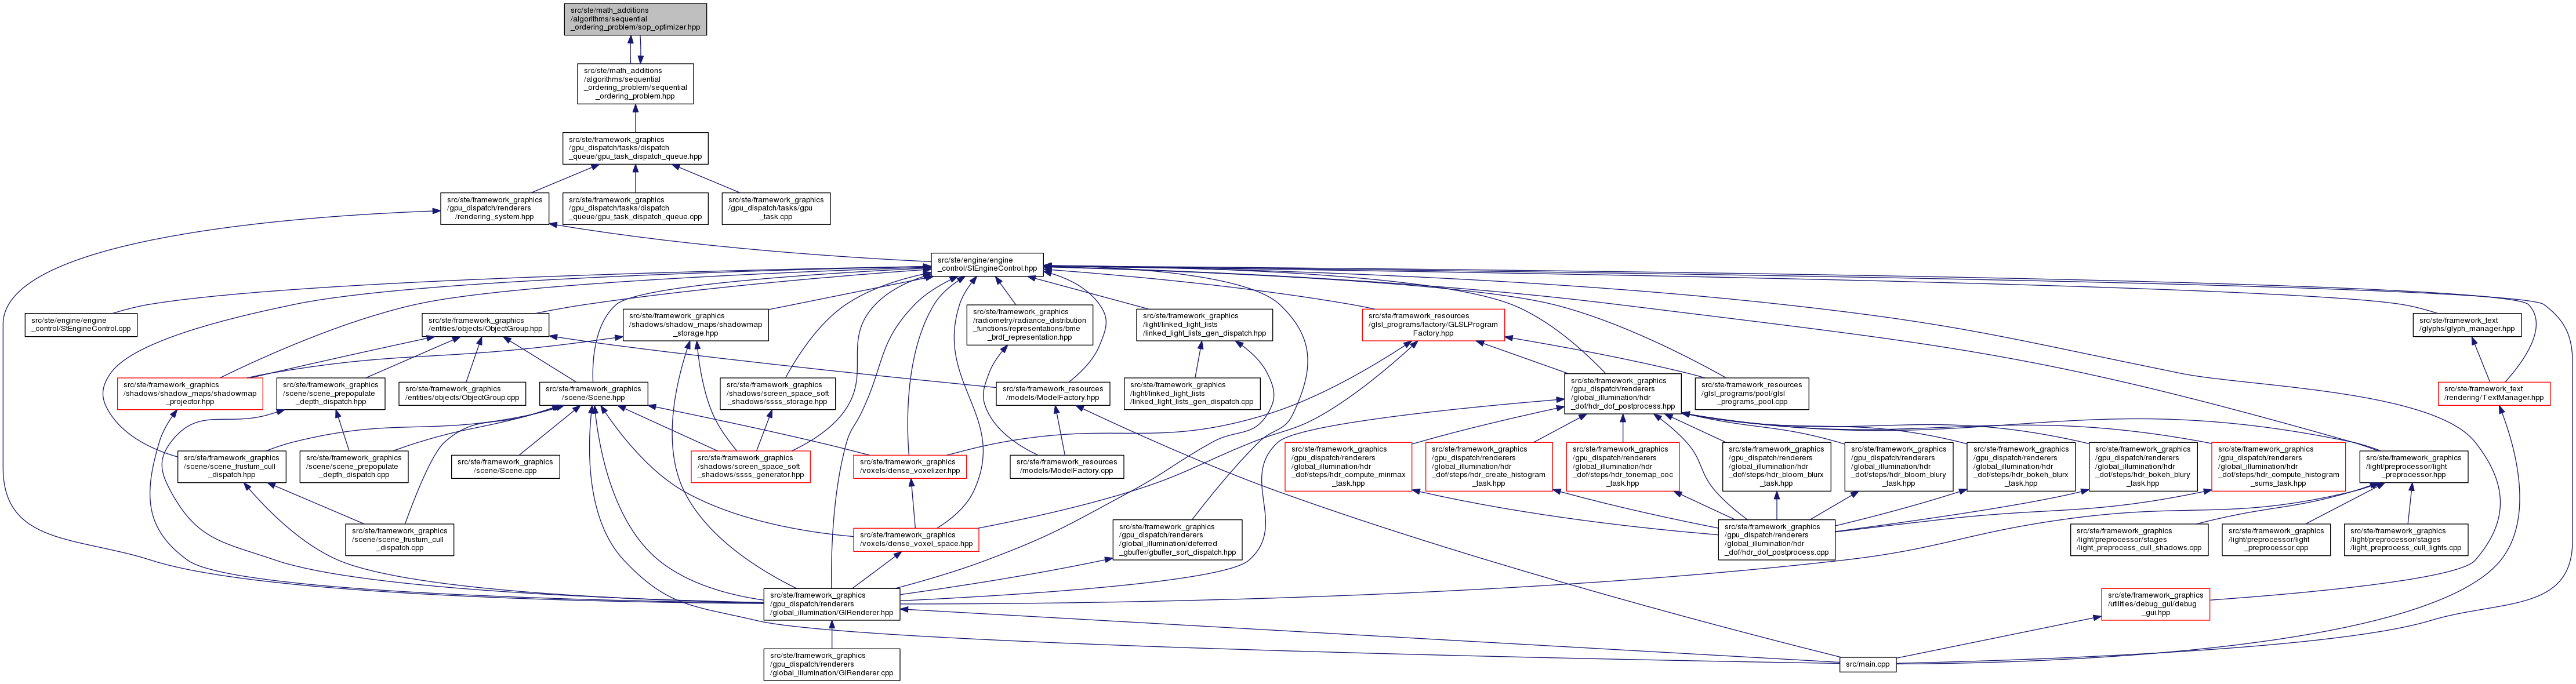 src/ste/math_additions
/algorithms/sequential
_ordering_problem/sop_optimizer.hpp
src/ste/math_additions
/algorithms/sequential
_ordering_problem/sequential
_ordering_problem.hpp
src/ste/framework_graphics
/gpu_dispatch/tasks/dispatch
_queue/gpu_task_dispatch_queue.hpp
src/ste/framework_graphics
/gpu_dispatch/renderers
/rendering_system.hpp
src/ste/framework_graphics
/gpu_dispatch/tasks/dispatch
_queue/gpu_task_dispatch_queue.cpp
src/ste/framework_graphics
/gpu_dispatch/tasks/gpu
_task.cpp
src/ste/engine/engine
_control/StEngineControl.hpp
src/ste/engine/engine
_control/StEngineControl.cpp
src/ste/framework_graphics
/entities/objects/ObjectGroup.hpp
src/ste/framework_graphics
/shadows/shadow_maps/shadowmap
_storage.hpp
src/ste/framework_graphics
/radiometry/radiance_distribution
_functions/representations/bme
_brdf_representation.hpp
src/ste/framework_graphics
/light/linked_light_lists
/linked_light_lists_gen_dispatch.hpp
src/ste/framework_resources
/glsl_programs/factory/GLSLProgram
Factory.hpp
src/ste/framework_text
/glyphs/glyph_manager.hpp
src/ste/framework_graphics
/shadows/shadow_maps/shadowmap
_projector.hpp
src/ste/framework_graphics
/scene/scene_prepopulate
_depth_dispatch.hpp
src/ste/framework_graphics
/entities/objects/ObjectGroup.cpp
src/ste/framework_graphics
/scene/Scene.hpp
src/ste/framework_graphics
/shadows/screen_space_soft
_shadows/ssss_storage.hpp
src/ste/framework_resources
/models/ModelFactory.hpp
src/ste/framework_graphics
/light/linked_light_lists
/linked_light_lists_gen_dispatch.cpp
src/ste/framework_graphics
/gpu_dispatch/renderers
/global_illumination/hdr
_dof/hdr_dof_postprocess.hpp
src/ste/framework_resources
/glsl_programs/pool/glsl
_programs_pool.cpp
src/ste/framework_text
/rendering/TextManager.hpp
src/ste/framework_graphics
/scene/scene_frustum_cull
_dispatch.hpp
src/ste/framework_graphics
/scene/scene_prepopulate
_depth_dispatch.cpp
src/ste/framework_graphics
/scene/Scene.cpp
src/ste/framework_graphics
/shadows/screen_space_soft
_shadows/ssss_generator.hpp
src/ste/framework_graphics
/voxels/dense_voxelizer.hpp
src/ste/framework_resources
/models/ModelFactory.cpp
src/ste/framework_graphics
/gpu_dispatch/renderers
/global_illumination/hdr
_dof/steps/hdr_compute_minmax
_task.hpp
src/ste/framework_graphics
/gpu_dispatch/renderers
/global_illumination/hdr
_dof/steps/hdr_create_histogram
_task.hpp
src/ste/framework_graphics
/gpu_dispatch/renderers
/global_illumination/hdr
_dof/steps/hdr_tonemap_coc
_task.hpp
src/ste/framework_graphics
/gpu_dispatch/renderers
/global_illumination/hdr
_dof/steps/hdr_bloom_blurx
_task.hpp
src/ste/framework_graphics
/gpu_dispatch/renderers
/global_illumination/hdr
_dof/steps/hdr_bloom_blury
_task.hpp
src/ste/framework_graphics
/gpu_dispatch/renderers
/global_illumination/hdr
_dof/steps/hdr_bokeh_blurx
_task.hpp
src/ste/framework_graphics
/gpu_dispatch/renderers
/global_illumination/hdr
_dof/steps/hdr_bokeh_blury
_task.hpp
src/ste/framework_graphics
/gpu_dispatch/renderers
/global_illumination/hdr
_dof/steps/hdr_compute_histogram
_sums_task.hpp
src/ste/framework_graphics
/light/preprocessor/light
_preprocessor.hpp
src/ste/framework_graphics
/scene/scene_frustum_cull
_dispatch.cpp
src/ste/framework_graphics
/voxels/dense_voxel_space.hpp
src/ste/framework_graphics
/gpu_dispatch/renderers
/global_illumination/deferred
_gbuffer/gbuffer_sort_dispatch.hpp
src/ste/framework_graphics
/gpu_dispatch/renderers
/global_illumination/hdr
_dof/hdr_dof_postprocess.cpp
src/ste/framework_graphics
/light/preprocessor/stages
/light_preprocess_cull_shadows.cpp
src/ste/framework_graphics
/light/preprocessor/light
_preprocessor.cpp
src/ste/framework_graphics
/light/preprocessor/stages
/light_preprocess_cull_lights.cpp
src/ste/framework_graphics
/gpu_dispatch/renderers
/global_illumination/GIRenderer.hpp
src/ste/framework_graphics
/utilities/debug_gui/debug
_gui.hpp
src/ste/framework_graphics
/gpu_dispatch/renderers
/global_illumination/GIRenderer.cpp
src/main.cpp